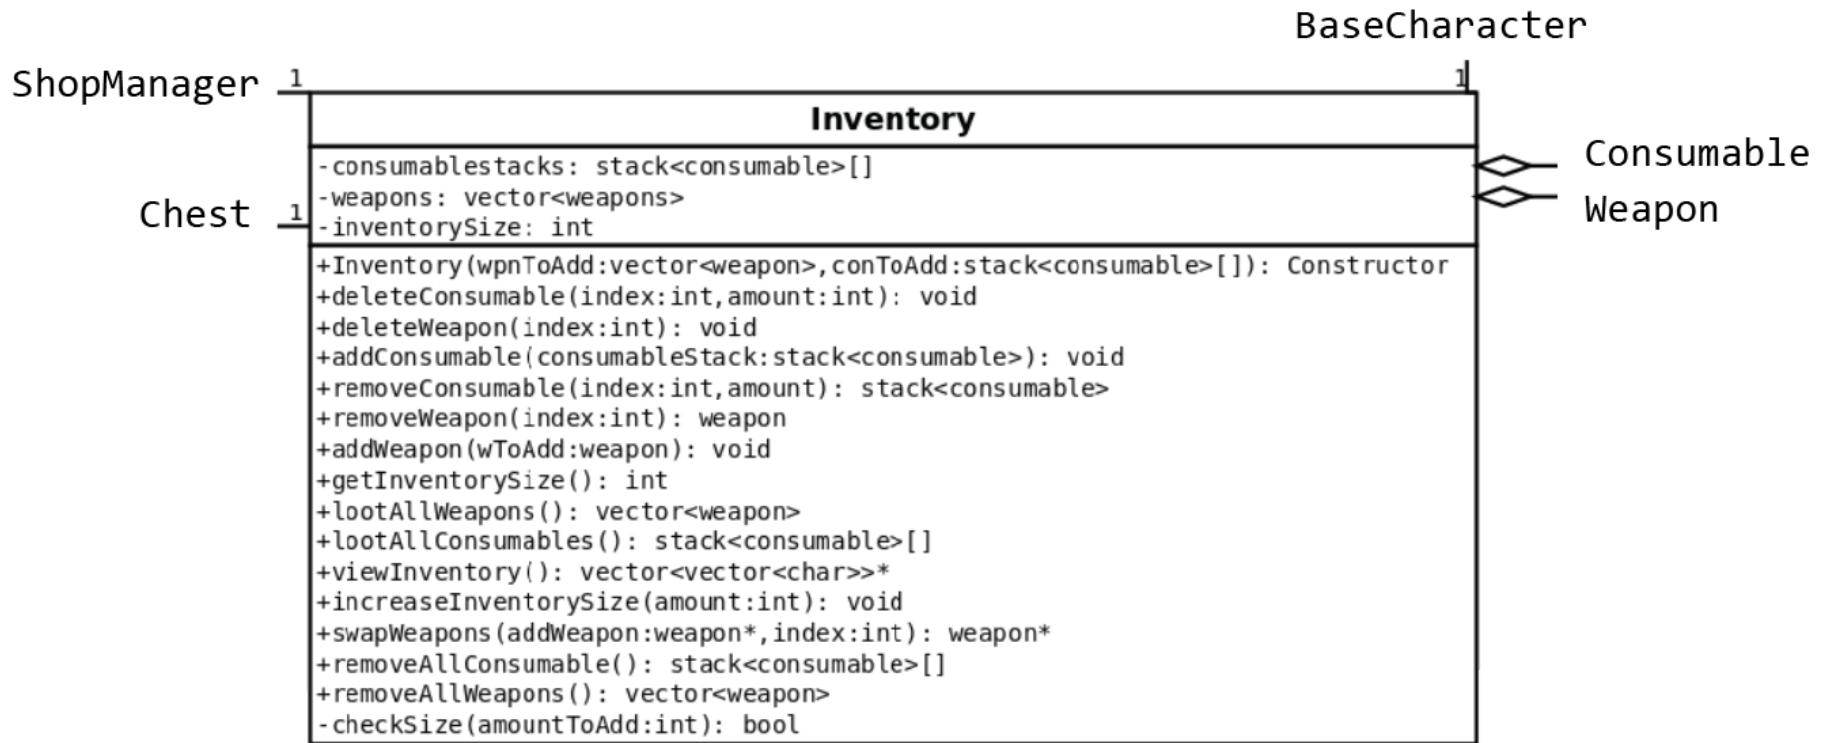 BaseCharacter
ShopManager 1 1
Inventory
-consumablestacks: stack<consumable>[]
Consumable
-weapons: vector<weapons>
Weapon
Chest 1
-inventorySize: int
+Inventory(wpnToAdd:vector<weapon>,conToAdd:stack<consumable>[]): Constructor
+deleteConsumable(index:int,amount:int): void
+deleteWeapon(index:int): void
+addConsumable(consumableStack:stack<consumable>): void
+removeConsumable(index:int,amount): stack<consumable>
+removeWeapon(index:int): weapon
+addWeapon(wToAdd:weapon): void
+getInventorySize(): int
+lootAllWeapons(): vector<weapon>
+lootAllConsumables(): stack<consumable>[]
+viewInventory(): vector<vector<char>>*
+increaseInventorySize(amount:int): void
+swapWeapons(addWeapon:weapon*,index:int): weapon*
+removeAllConsumable(): stack<consumable>[]
+removeAllWeapons(): vector<weapon>
-checkSize(amountToAdd:int): bool